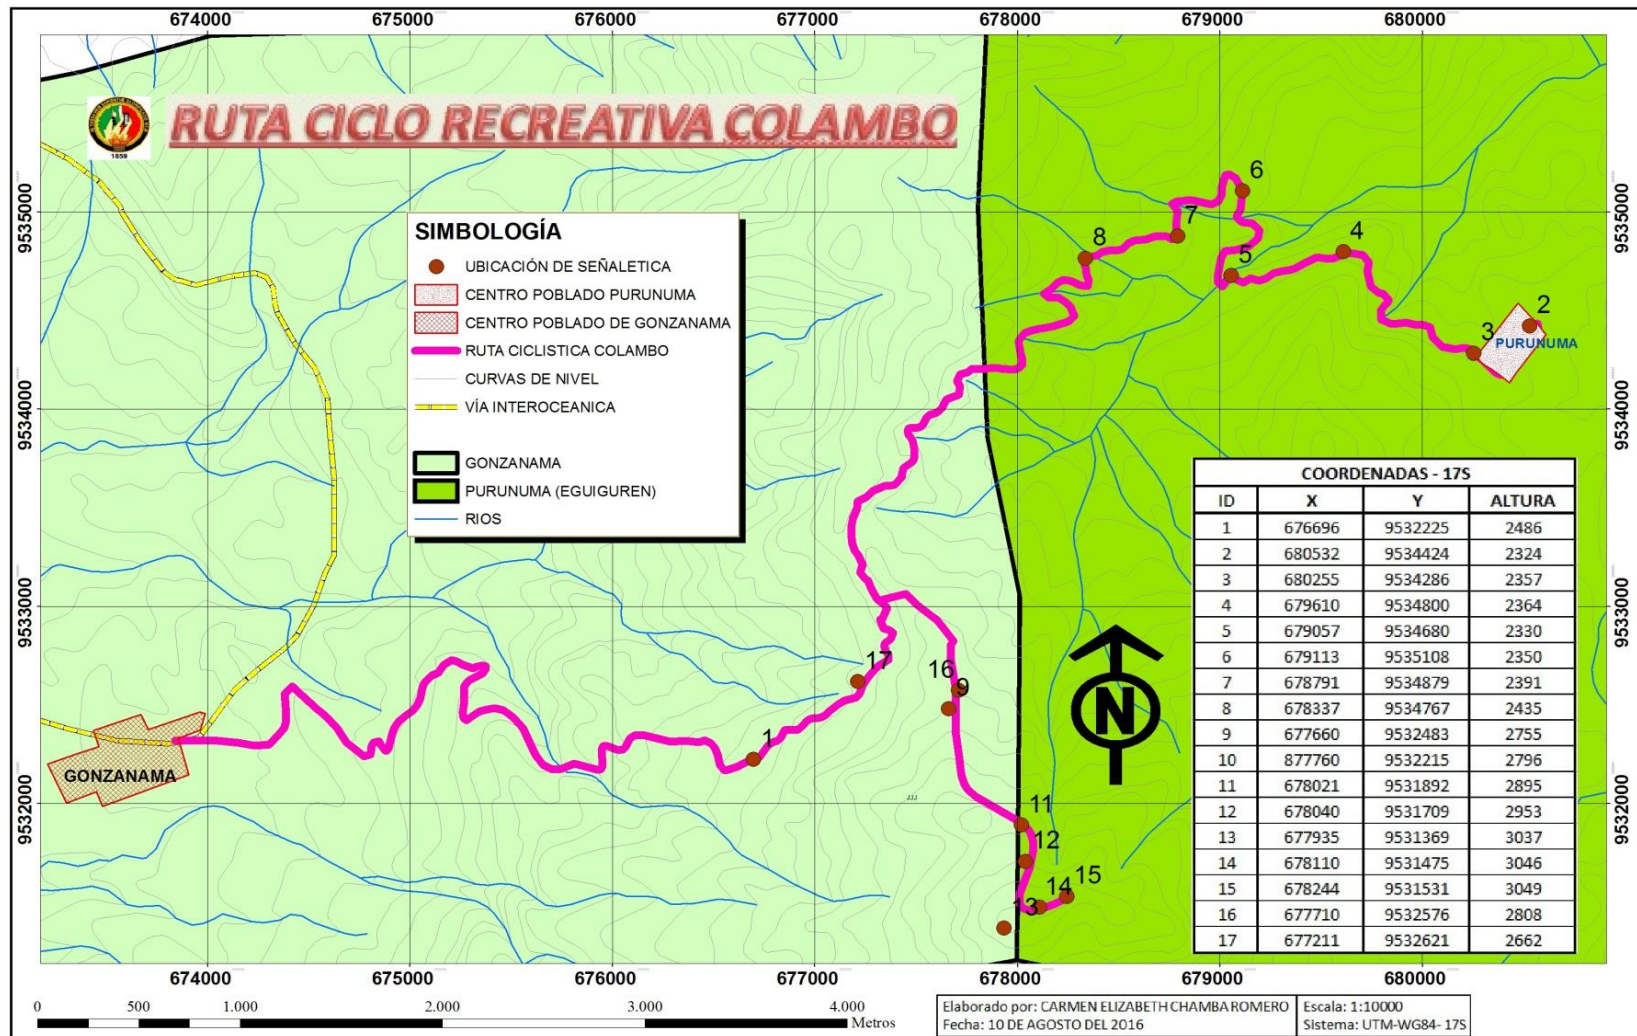 674000 675000 676000 677000 678000 679000 680000
RUTA CICLO RECREATIVA COLAMBO
1859
9535000 9535000
9534000 9534000
9533000 9533000
9532000 9532000
SIMBOLOGÍA
UBICACIÓN DE SEÑALETICA
CENTRO POBLADO PURUNUMA
CENTRO POBLADO DE GONZANAMA
RUTA CICLISTICA COLAMBO
CURVAS DE NIVEL
VÍA INTEROCEANICA
GONZANAMA
PURUNUMA (EGUIGUREN)
RIOS
6
7
8
4
5
2
3
PURUNUMA
17
16
9
1
GONZANAMA
JJJ
11
12
15
14
13
N
COORDENADAS - 17S
ID X Y ALTURA
1 676696 9532225 2486
2 680532 9534424 2324
3 680255 9534286 2357
4 679610 9534800 2364
5 679057 9534680 2330
6 679113 9535108 2350
7 678791 9534879 2391
8 678337 9534767 2435
9 677660 9532483 2755
10 877760 9532215 2796
11 678021 9531892 2895
12 678040 9531709 2953
13 677935 9531369 3037
14 678110 9531475 3046
15 678244 9531531 3049
16 677710 9532576 2808
17 677211 9532621 2662
674000 675000 676000 677000 678000 679000 680000
0 500 1.000 2.000 3.000 4.000
Metros
Elaborado por: CARMEN ELIZABETH CHAMBA ROMERO
Fecha: 10 DE AGOSTO DEL 2016
Escala: 1:10000
Sistema: UTM-WG84- 17S